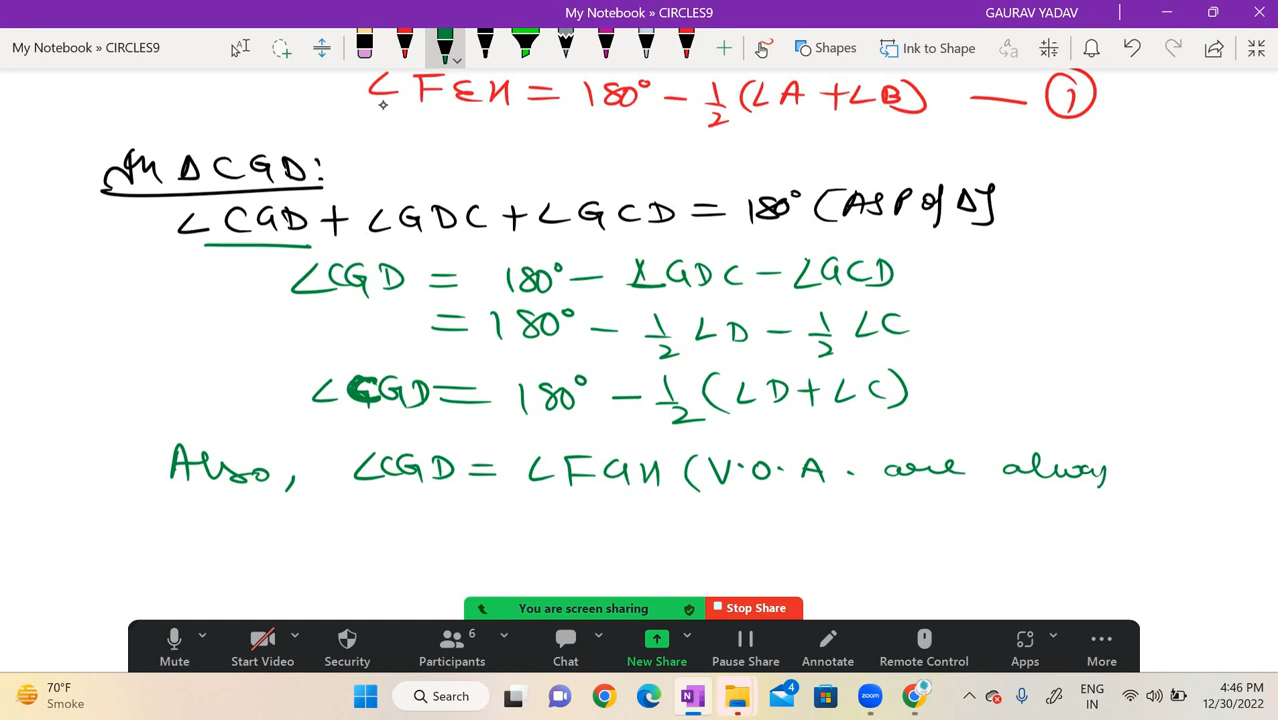 My Notebook » CIRCLES9
GAURAV YADAV
My Notebook » CIRCLES9
Shapes
Ink to Shape
∠FEH = 180° - 1/2 (∠A + ∠B) — ①
In Δ CGD:
∠CGD + ∠GDC + ∠GCD = 180° (ASP of Δ]
∠CGD = 180° - ∠GDC - ∠GCD
= 180° - 1/2 ∠D - 1/2 ∠C
∠CGD = 180° - 1/2 (∠D + ∠C)
Also, ∠CGD = ∠FGH (V.O.A. are alway
You are screen sharing
Stop Share
6
Mute
Start Video
Security
Participants
Chat
New Share
Pause Share
Annotate
Remote Control
Apps
More
70°F
Smoke
Search
4
zoom
ENG
IN
4:46 PM
12/30/2022